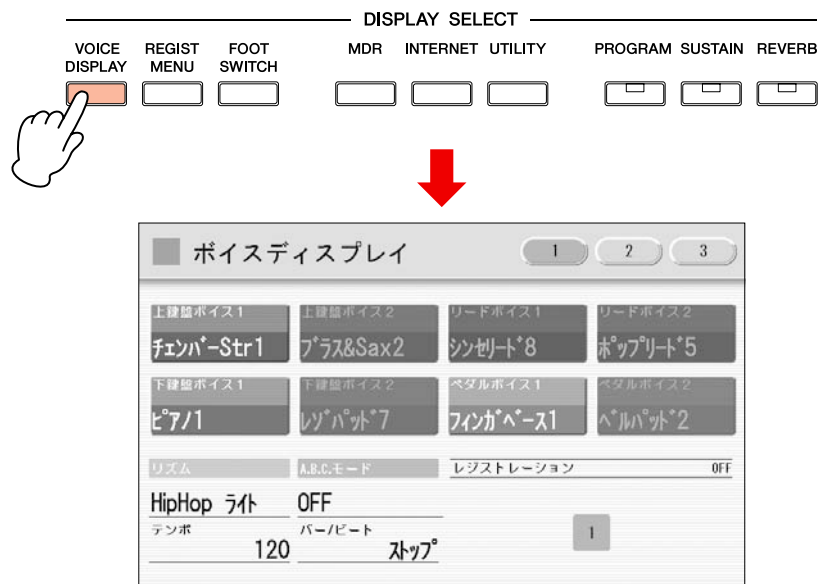 DISPLAY SELECT
VOICE DISPLAY REGIST MENU FOOT SWITCH MDR INTERNET UTILITY PROGRAM SUSTAIN REVERB
ボイスディスプレイ 1 2 3
上鍵盤ボイス1 上鍵盤ボイス2 リードボイス1 リードボイス2
チェンバーStr1 ブラス&Sax2 シンセリード8 ポップリード5
下鍵盤ボイス1 下鍵盤ボイス2 ペダルボイス1 ペダルボイス2
ピアノ1 レゾパッド7 フィンガベース1 ベルパッド2
リズム A.B.C.モード レジストレーション OFF
HipHop ライト OFF
テンポ バー/ビート 1
120 ストップ